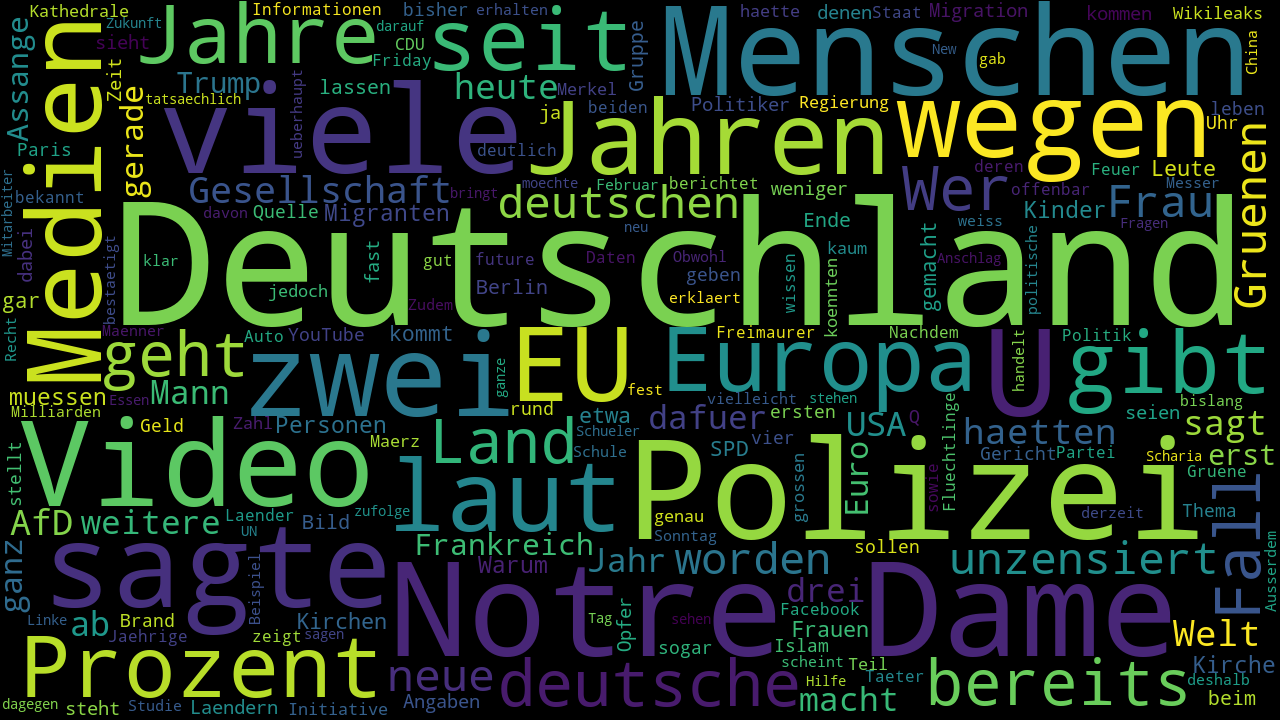 Kathedrale
Zukunft
Informationen
bisher
erhalten
haette
denen
Staat
Migration
kommen
Wikileaks
Jahre
seit
Menschen
sieht
darauf
CDU
Friday
Gruppe
New
gab
China
Assange
Medien
Zeit
Trump
tatsaechlich
ueberhaupt
lassen
heute
Merkel
beiden
Politiker
Regierung
wegen
leben
Uhr
viele
ja
Jahren
Paris
gerade
deutlich
deren
Feuer
Leute
Gruenen
Mitarbeiter
bekannt
Gesellschaft
bringt
moechte
Februar
berichtet
weniger
Wer
offenbar
Messer
Frau
davon
Quelle
Migranten
deutschen
neu
Ende
Kinder
weiss
Fragen
dabei
Deutschland
klar
fast
gut
future
Daten
Obwohl
kaum
gemacht
Anschlag
politische
bestaetigt
jedoch
Berlin
geben
erklaert
wissen
koennten
gar
Zudem
Recht
Maenner
Auto
YouTube
kommt
Freimaurer
Nachdem
Politik
geht
zwei
ganze
EU
Europa
U
handelt
gibt
muessen
Essen
Mann
fest
vielleicht
stehen
bislang
Milliarden
Geld
Zahl
Personen
Maerz
rund
etwa
dafuer
ersten
USA
Q
Fluechtlinge
seien
sagt
Video
Land
Schueler
Schule
SPD
vier
haetten
Gericht
Partei
Scharia
erst
stellt
laut
Polizei
grossen
Euro
sowie
Gruene
AfD
weitere
Laender
UN
Bild
zufolge
genau
Sonntag
derzeit
Thema
Fall
ganz
sagte
Beispiel
Frankreich
Warum
Jahr
worden
sollen
unzensiert
Ausserdem
Notre
Dame
drei
Linke
ab
Brand
Jaehrige
Kirchen
zeigt
sagen
Tag
Opfer
sehen
Facebook
Frauen
Welt
Prozent
neue
deutsche
sogar
Islam
scheint
Teil
Hilfe
Taeter
macht
bereits
Kirche
deshalb
beim
dagegen
steht
Studie
Laendern
Initiative
Angaben